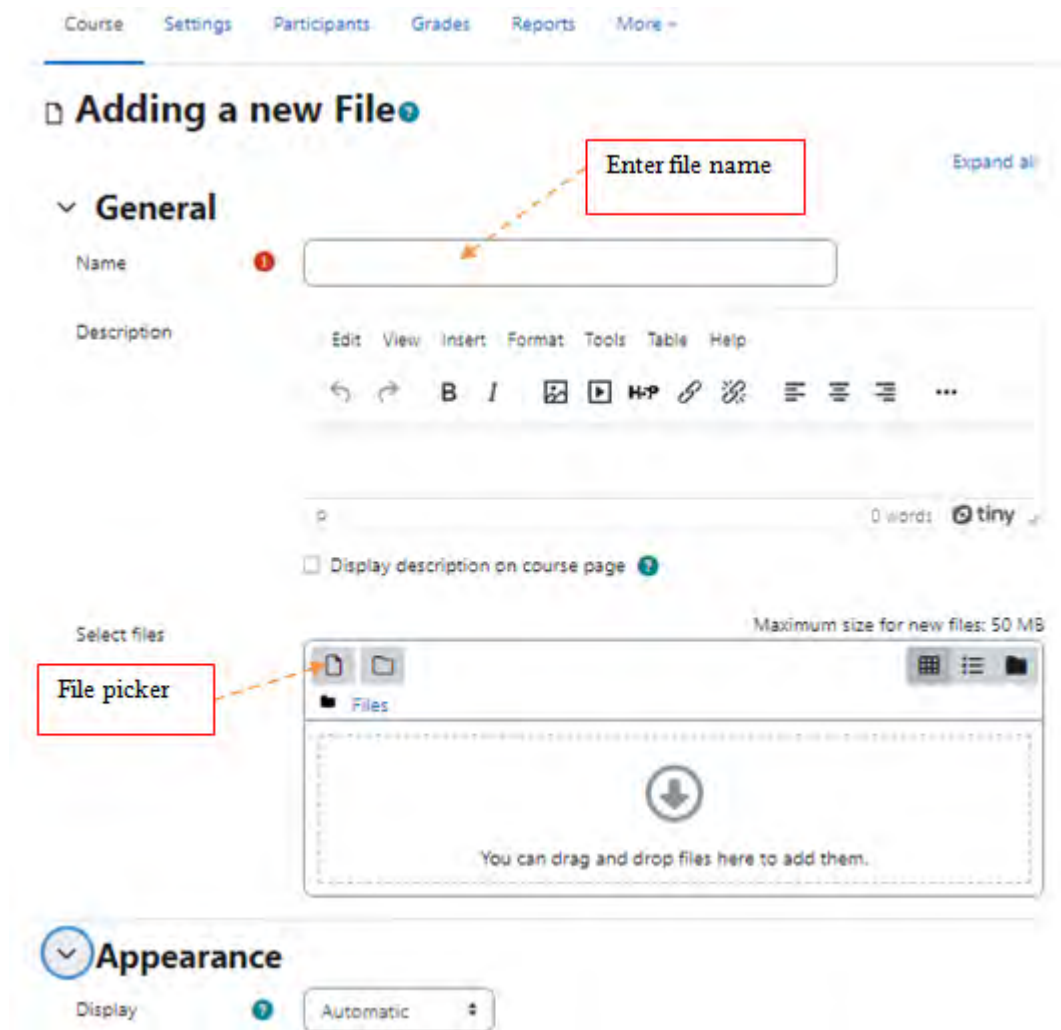 Course Settings Participants Grades Reports More
Adding a new File
Enter file name
Expand all
General
Name
Description
Edit View Insert Format Tools Table Help
B I H-P
p
0 words tiny
Display description on course page
Maximum size for new files: 50 MB
Select files
File picker
Files
You can drag and drop files here to add them.
Appearance
Display Automatic